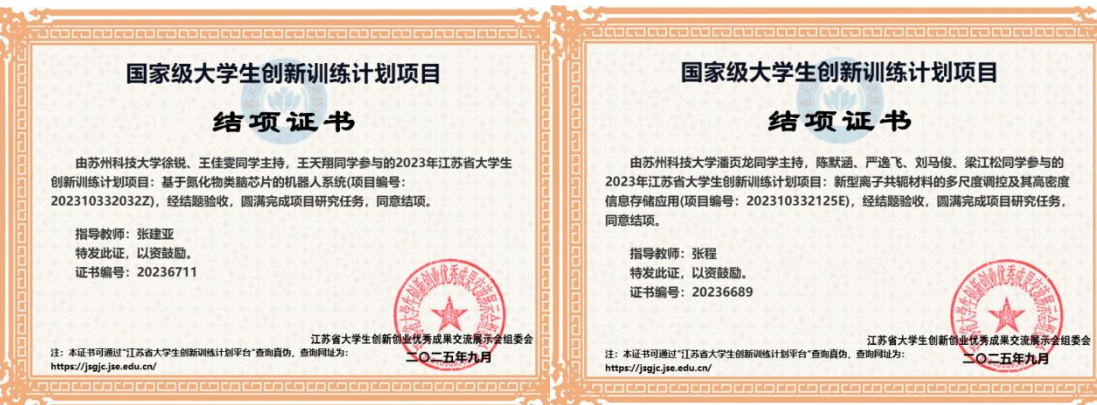 国家级大学生创新训练计划项目
结项证书
由苏州科技大学徐锐、王佳雯同学主持，王天翔同学参与的2023年江苏省大学生
创新训练计划项目：基于氮化物类脑芯片的机器人系统(项目编号：
202310332032Z)，经结题验收，圆满完成项目研究任务，同意结项。
指导教师：张建亚
特发此证，以资鼓励。
证书编号：20236711
江苏省大学生创新创业优秀成果交流展示会组委会
二〇二五年九月
注：本证书可通过"江苏省大学生创新训练计划平台"查询真伪，查询网址为：
https://jsgjc.jse.edu.cn/
国家级大学生创新训练计划项目
结项证书
由苏州科技大学潘页龙同学主持，陈默涵、严逸飞、刘马俊、梁江松同学参与的
2023年江苏省大学生创新训练计划项目：新型离子共轭材料的多尺度调控及其高密度
信息存储应用(项目编号：202310332125E)，经结题验收，圆满完成项目研究任务，
同意结项。
指导教师：张程
特发此证，以资鼓励。
证书编号：20236689
江苏省大学生创新创业优秀成果交流展示会组委会
二〇二五年九月
注：本证书可通过"江苏省大学生创新训练计划平台"查询真伪，查询网址为：
https://jsgjc.jse.edu.cn/